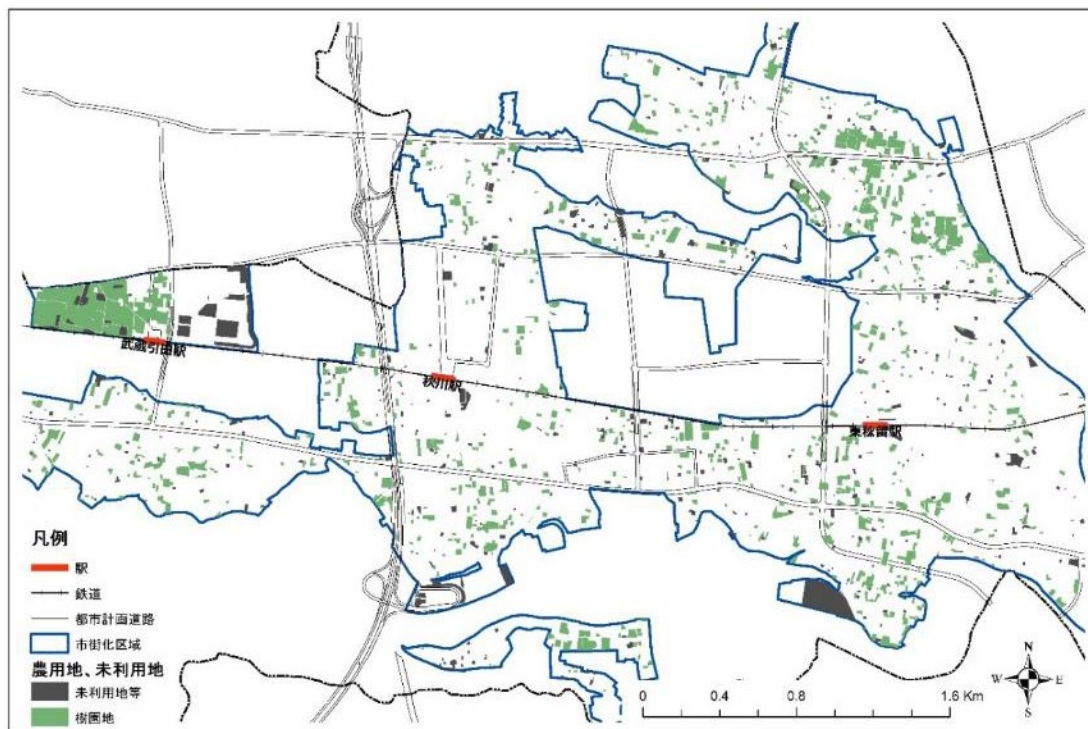 武蔵引田駅
秋川駅
東秋留駅
凡例
駅
鉄道
都市計画道路
市街化区域
農用地、未利用地
未利用地等
樹園地
N
W
E
S
0 0.4 0.8 1.6 Km